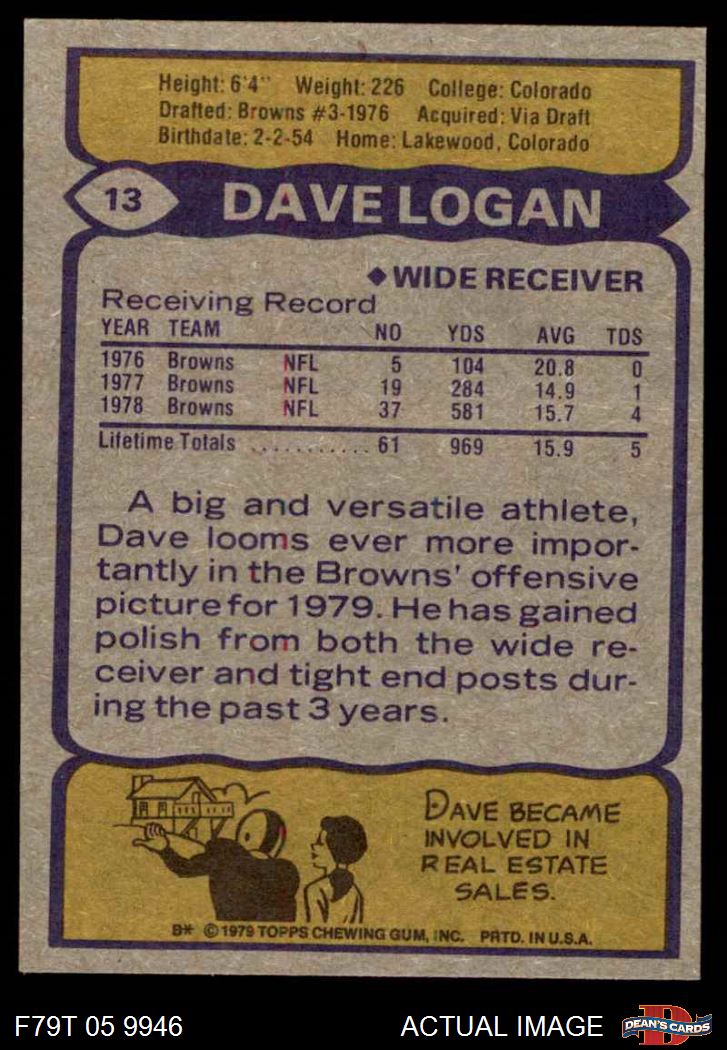 Height: 6'4" Weight: 226 College: Colorado
Drafted: Browns #3-1976 Acquired: Via Draft
Birthdate: 2-2-54 Home: Lakewood, Colorado
13 DAVE LOGAN
◆ WIDE RECEIVER
Receiving Record
YEAR TEAM NO YDS AVG TDS
1976 Browns NFL 5 104 20.8 0
1977 Browns NFL 19 284 14.9 1
1978 Browns NFL 37 581 15.7 4
Lifetime Totals ............ 61 969 15.9 5
A big and versatile athlete,
Dave looms ever more impor-
tantly in the Browns' offensive
picture for 1979. He has gained
polish from both the wide re-
ceiver and tight end posts dur-
ing the past 3 years.
DAVE BECAME
INVOLVED IN
REAL ESTATE
SALES.
B* © 1979 TOPPS CHEWING GUM, INC. PRTD. IN U.S.A.
F79T 05 9946 ACTUAL IMAGE D DEAN'S CARDS